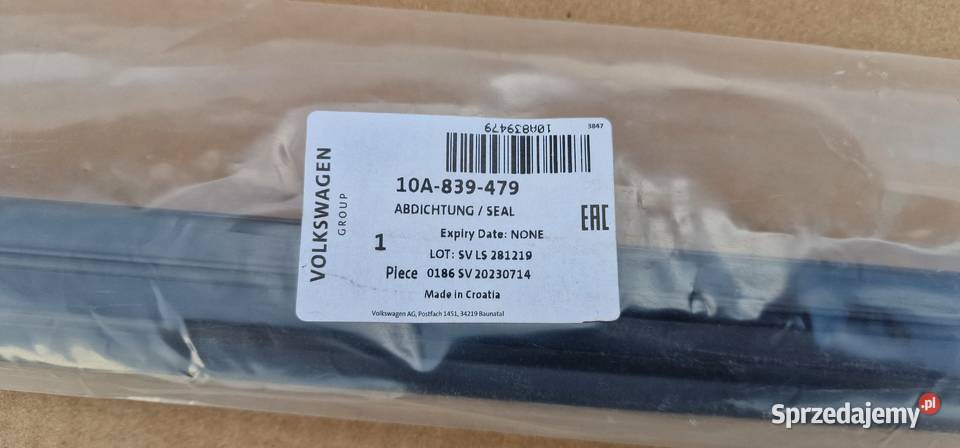 10A839479
3847
10A-839-479
ABDICHTUNG / SEAL
VOLKSWAGEN
GROUP
EAC
Expiry Date: NONE
1
LOT: SV LS 281219
Piece 0186 SV 20230714
Made in Croatia
Volkswagen AG, Postfach 1451, 34219 Baunatal
Sprzedajemy.pl